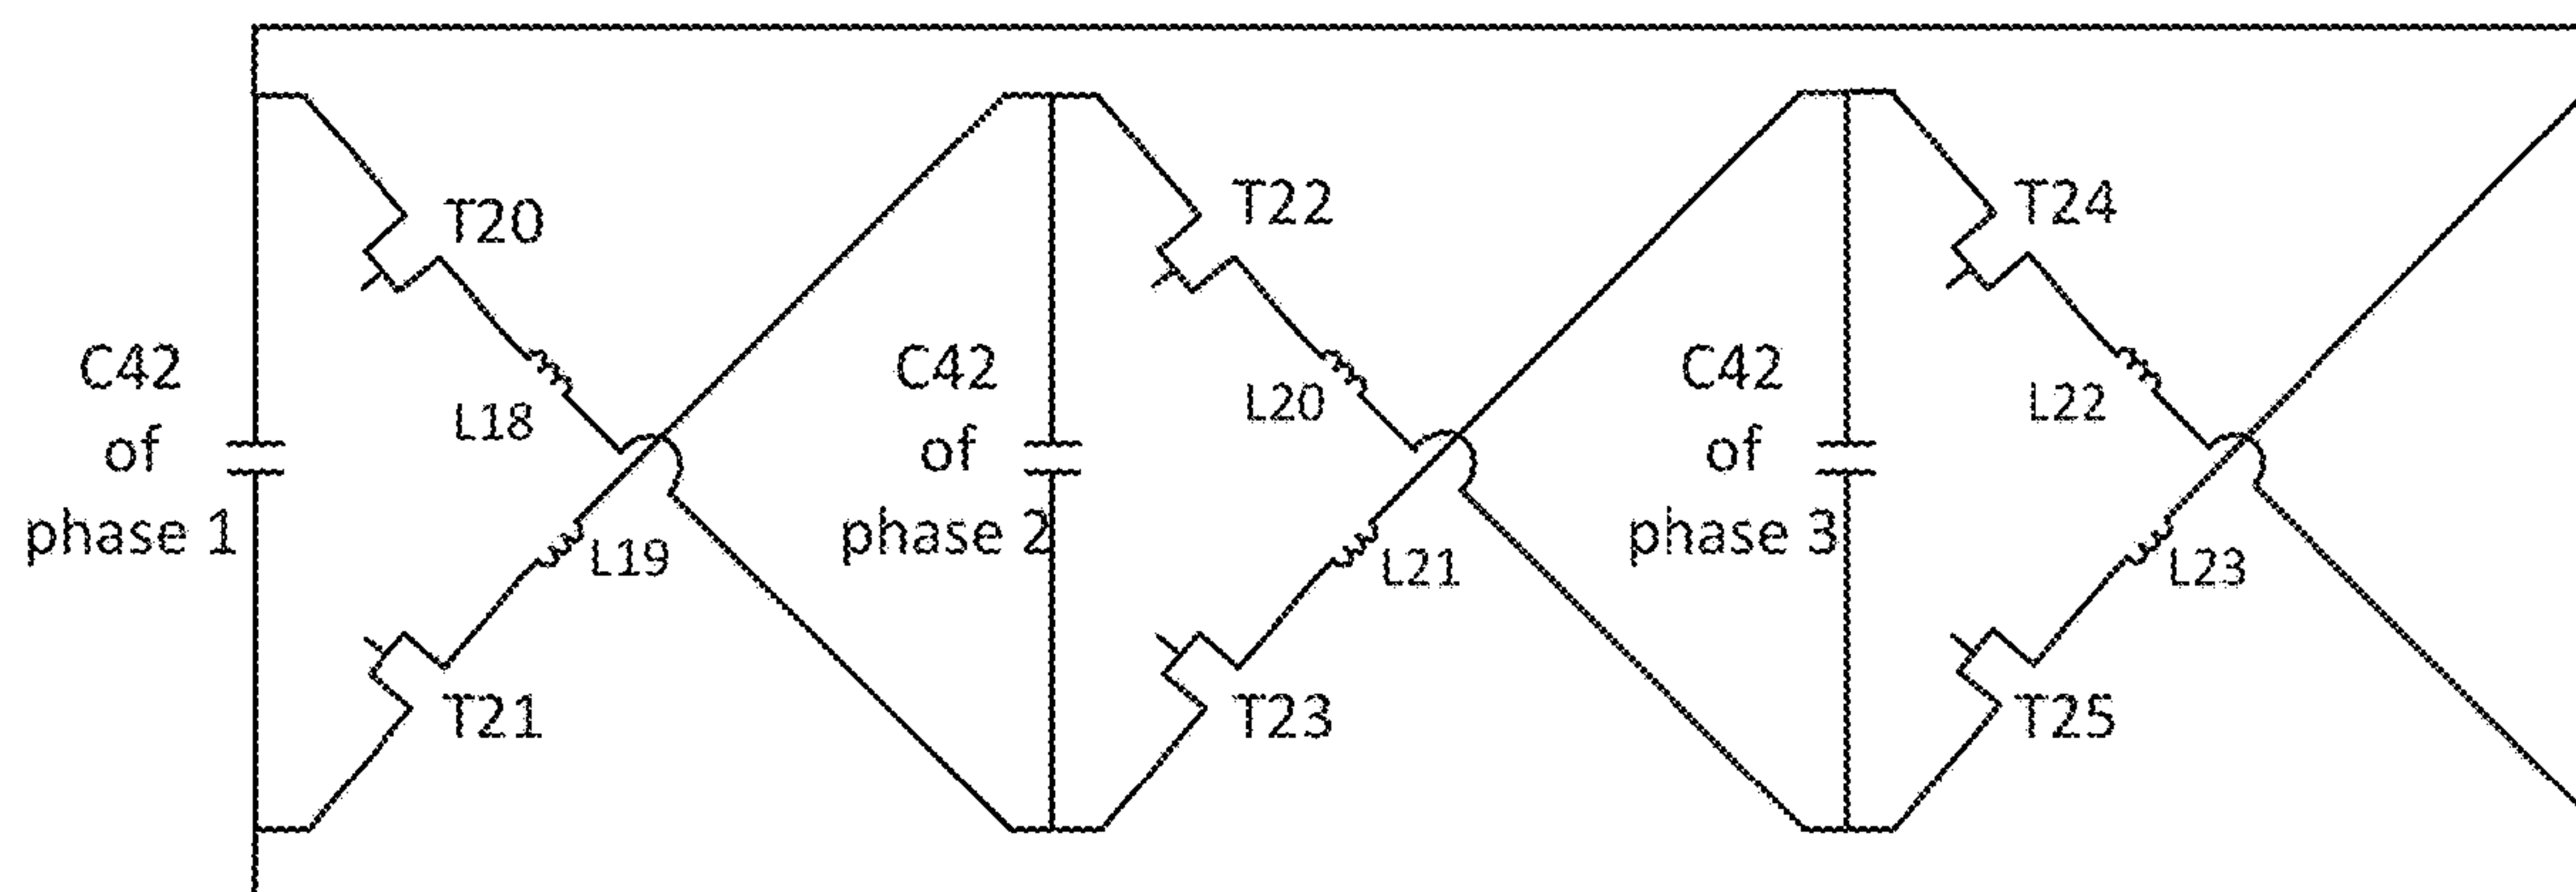 T20
T22
T24
C42
of
phase 1
L18
L19
C42
of
phase 2
L20
L21
C42
of
phase 3
L22
L23
T21
T23
T25